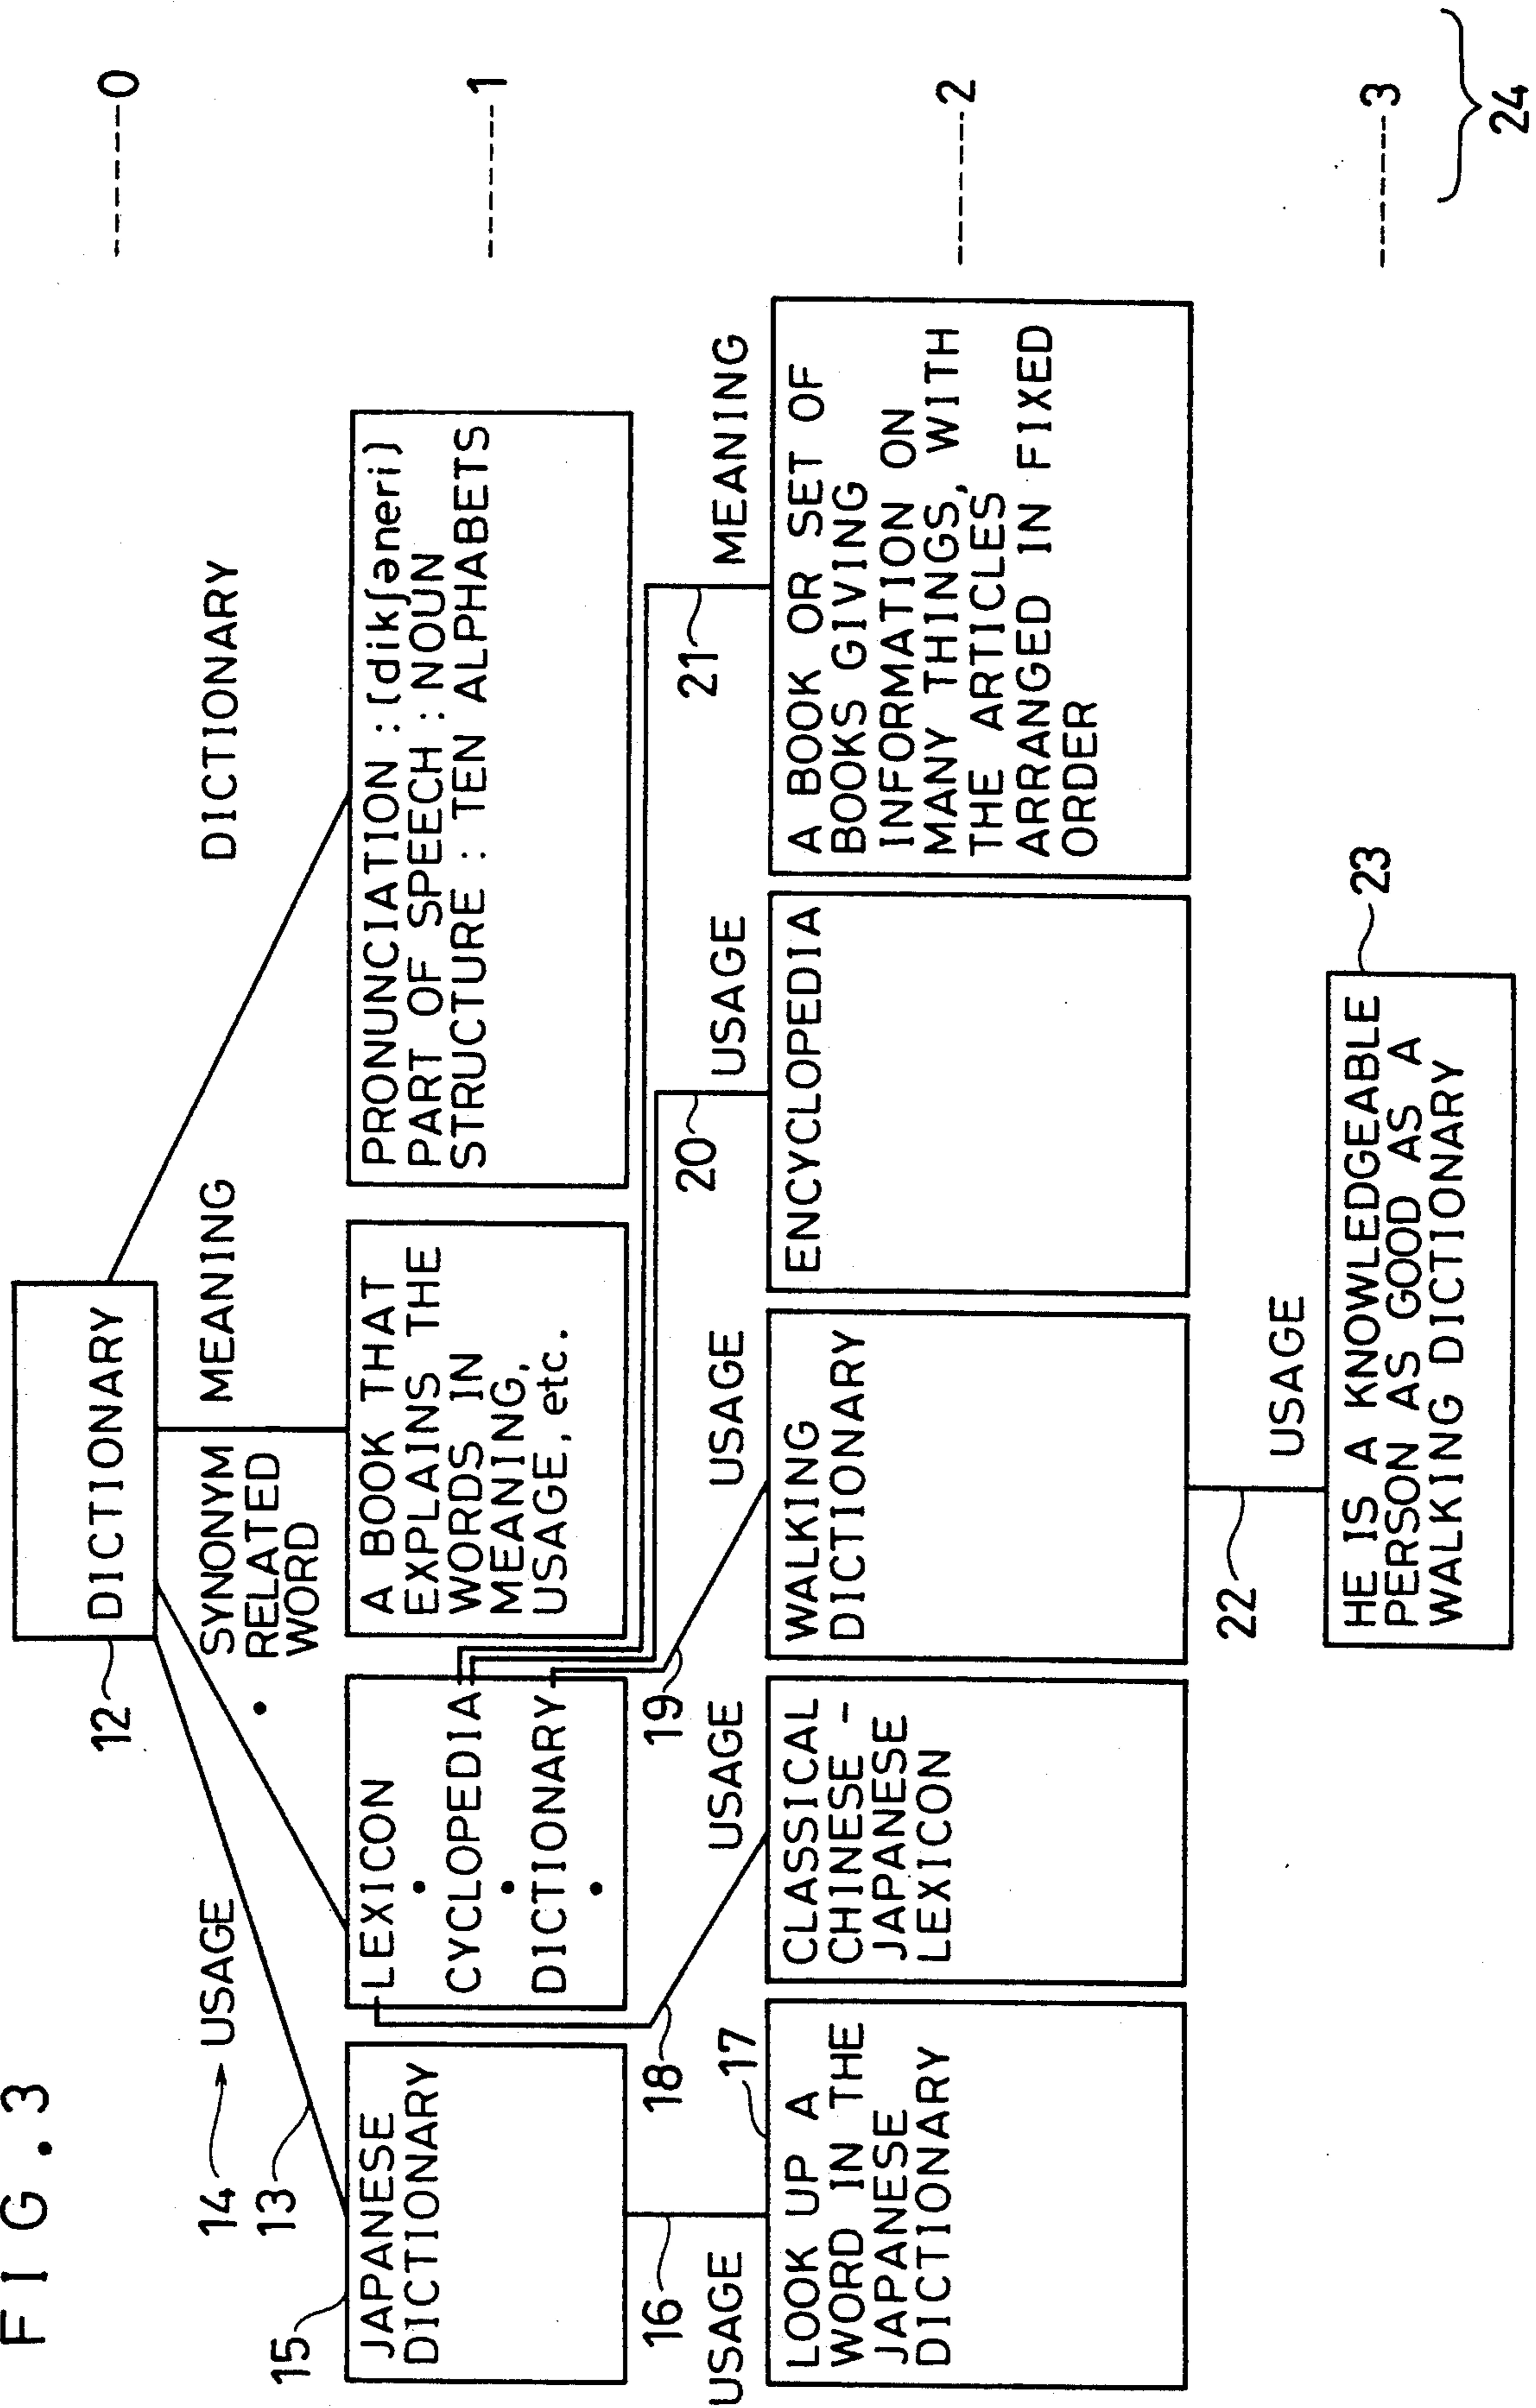 FIG.3
DICTIONARY
12
0
14
USAGE
13
SYNONYM
RELATED
WORD
MEANING
DICTIONARY
15
JAPANESE
DICTIONARY
LEXICON
•
CYCLOPEDIA
•
DICTIONARY
•
A BOOK THAT
EXPLAINS THE
WORDS IN
MEANING,
USAGE, etc.
PRONUNCIATION : (dikʃəneri)
PART OF SPEECH : NOUN
STRUCTURE : TEN ALPHABETS
1
16
USAGE
17
18
USAGE
19
USAGE
20
USAGE
21
MEANING
LOOK UP A
WORD IN THE
JAPANESE
DICTIONARY
CLASSICAL
CHINESE –
JAPANESE
LEXICON
WALKING
DICTIONARY
ENCYCLOPEDIA
A BOOK OR SET OF
BOOKS GIVING
INFORMATION ON
MANY THINGS, WITH
THE ARTICLES
ARRANGED IN FIXED
ORDER
2
22
USAGE
23
HE IS A KNOWLEDGEABLE
PERSON AS GOOD AS A
WALKING DICTIONARY
3
24